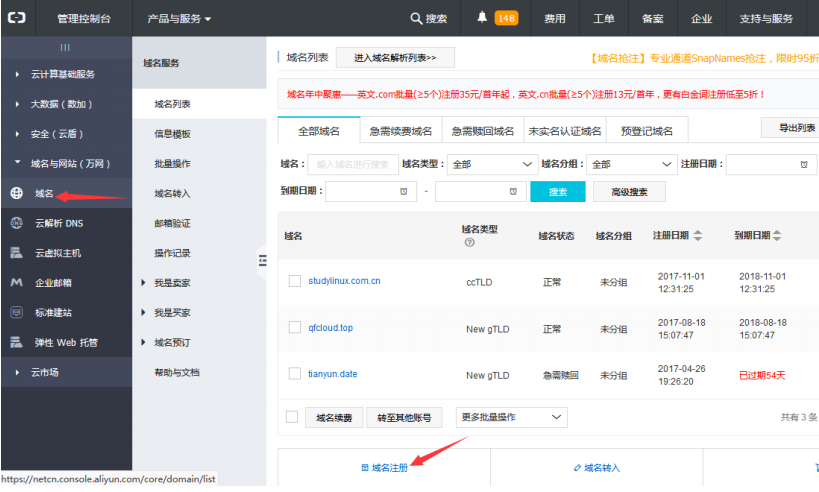 管理控制台 产品与服务 搜索 148 费用 工单 备案 企业 支持与服务
云计算基础服务
大数据（数加）
安全（云盾）
域名与网站（万网）
域名
云解析 DNS
云虚拟主机
企业邮箱
标准建站
弹性 Web 托管
云市场
域名服务
域名列表
信息模板
批量操作
域名转入
邮箱验证
操作记录
我是卖家
我是买家
域名预订
帮助与文档
域名列表 进入域名解析列表>> 【域名抢注】专业通道SnapNames抢注，限时95折
域名年中聚惠——英文.com批量(≥5个)注册35元/首年起，英文.cn批量(≥5个)注册13元/首年，更有白金词注册低至5折！
全部域名 急需续费域名 急需赎回域名 未实名认证域名 预登记域名 导出列表
域名： 输入域名进行搜索 域名类型： 全部 域名分组： 全部 注册日期：
到期日期： - 搜索 高级搜索
域名 域名类型 域名状态 域名分组 注册日期 到期日期
studylinux.com.cn ccTLD 正常 未分组 2017-11-01 12:31:25 2018-11-01 12:31:25
qfcloud.top New gTLD 正常 未分组 2017-08-18 15:07:47 2018-08-18 15:07:47
tianyun.date New gTLD 急需赎回 未分组 2017-04-26 19:26:20 已过期54天
域名续费 转至其他账号 更多批量操作 共有 3 条
域名注册 域名转入
https://netcn.console.aliyun.com/core/domain/list